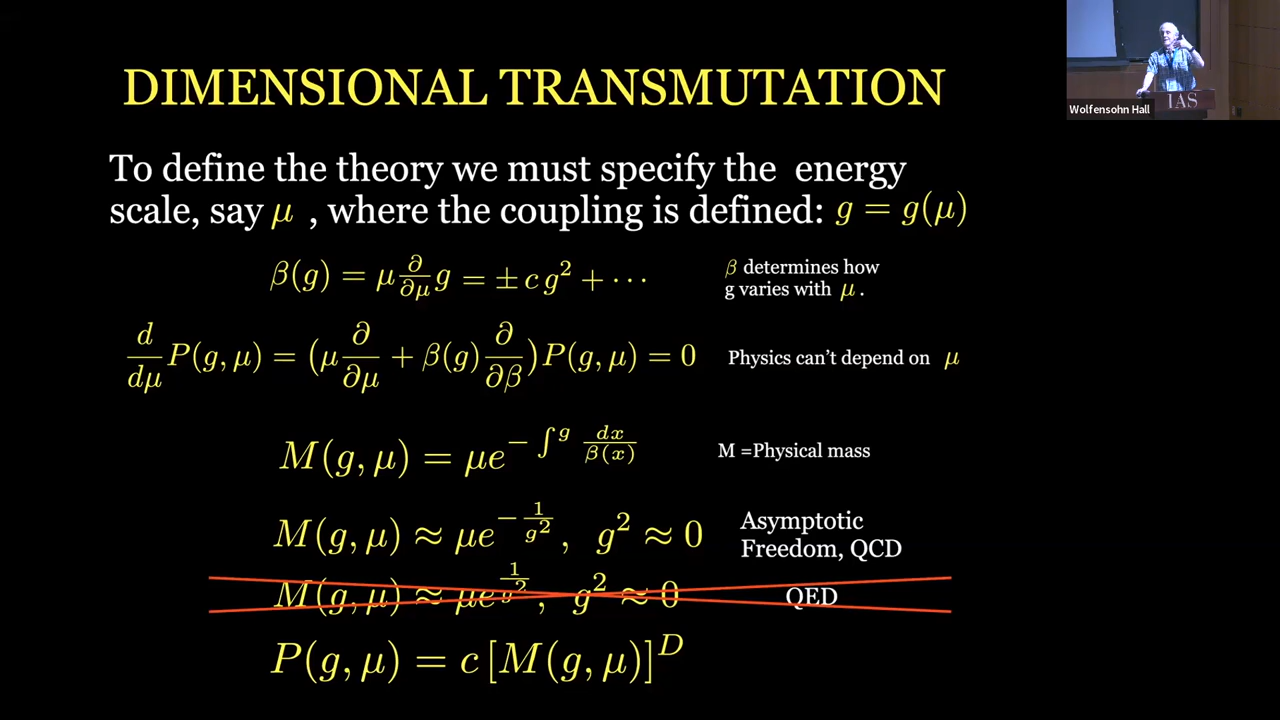 DIMENSIONAL TRANSMUTATION
Wolfensohn Hall
IAS
To define the theory we must specify the energy
scale, say μ , where the coupling is defined: g = g(μ)
β(g) = μ ∂/∂μ g = ± c g² + ⋯
β determines how
g varies with μ .
d/dμ P(g, μ) = (μ ∂/∂μ + β(g) ∂/∂β) P(g, μ) = 0
Physics can't depend on μ
M(g, μ) = μe^{− ∫^g dx/β(x)}
M =Physical mass
M(g, μ) ≈ μe^{− 1/g²} , g² ≈ 0
Asymptotic
Freedom, QCD
M(g, μ) ≈ μe^{1/g²} , g² ≈ 0
QED
P(g, μ) = c [M(g, μ)]^D